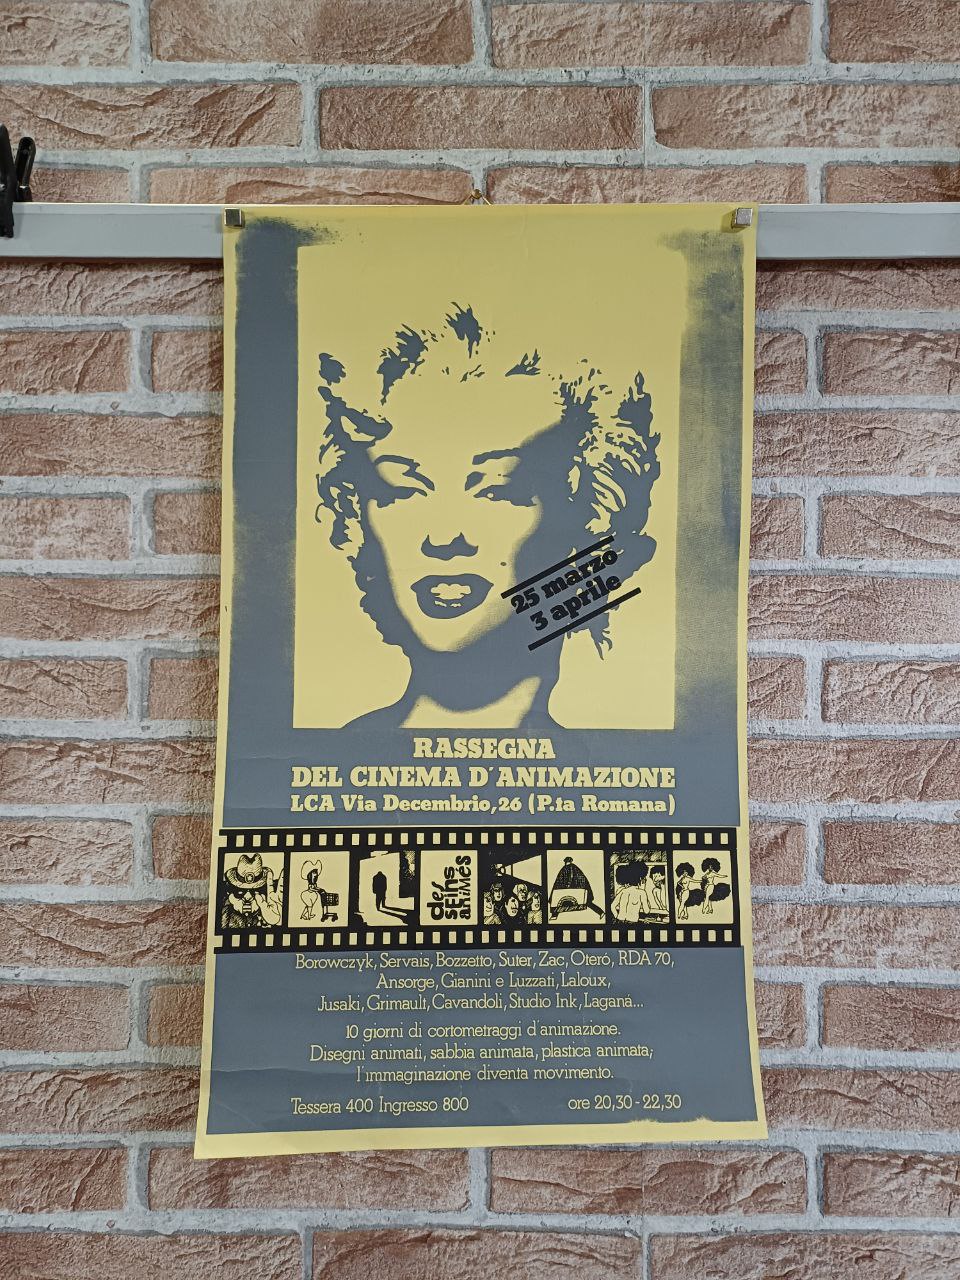 25 marzo
3 aprile
RASSEGNA
DEL CINEMA D'ANIMAZIONE
LCA Via Decembrio, 26 (P.ta Romana)
des
SEINS
aNiMéS
Borowczyk, Servais, Bozzetto, Suter, Zac, Oteró, RDA 70,
Ansorge, Gianini e Luzzati, Laloux,
Jusaki, Grimault, Cavandoli, Studio Ink, Laganà...
10 giorni di cortometraggi d'animazione.
Disegni animati, sabbia animata, plastica animata;
l'immaginazione diventa movimento.
Tessera 400 Ingresso 800 ore 20,30 - 22,30